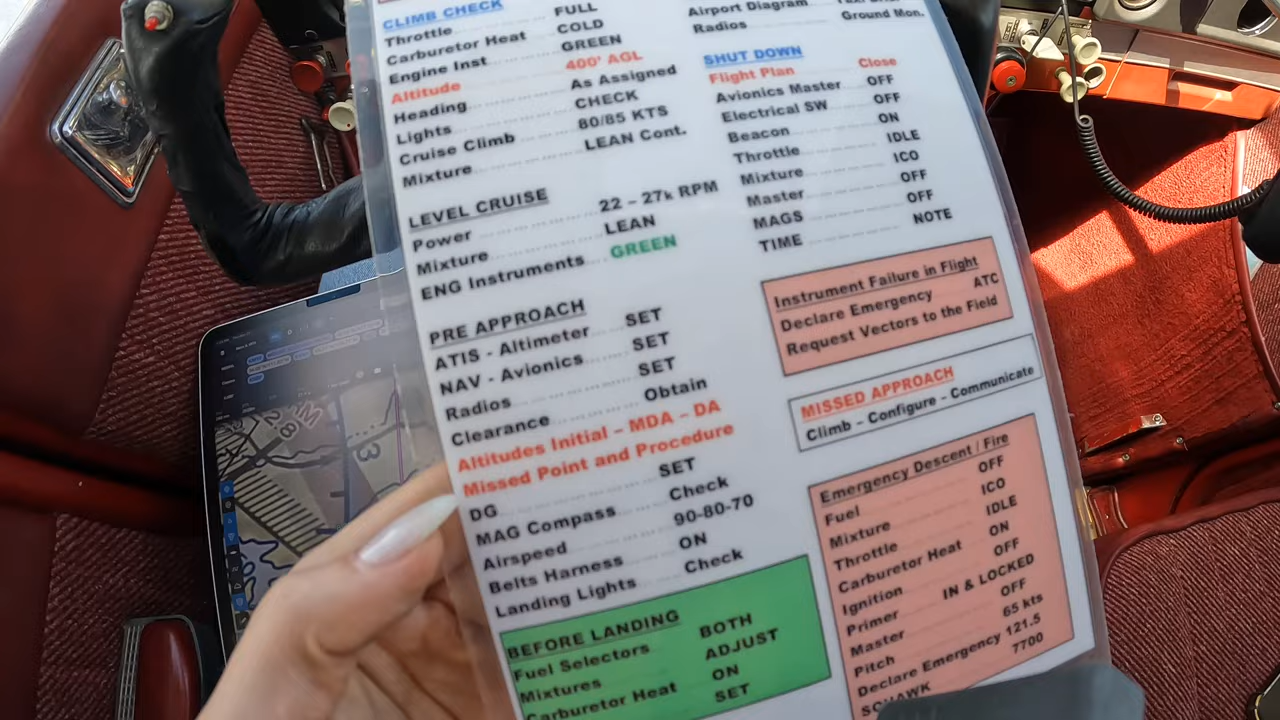 CLIMB CHECK
Throttle FULL
Carburetor Heat COLD
Engine Inst GREEN
Altitude 400' AGL
Heading As Assigned
Lights CHECK
Cruise Climb 80/85 KTS
Mixture LEAN Cont.
LEVEL CRUISE
Power 22 – 27k RPM
Mixture LEAN
ENG Instruments GREEN
PRE APPROACH
ATIS - Altimeter SET
NAV - Avionics SET
Radios SET
Clearance Obtain
Altitudes Initial – MDA – DA
Missed Point and Procedure
DG SET
MAG Compass Check
Airspeed 90-80-70
Belts Harness ON
Landing Lights Check
BEFORE LANDING
Fuel Selectors BOTH
Mixtures ADJUST
Carburetor Heat ON
SET
Airport Diagram
Radios Ground Mon.
SHUT DOWN
Flight Plan Close
Avionics Master OFF
Electrical SW OFF
Beacon ON
Throttle IDLE
Mixture ICO
Master OFF
MAGS OFF
TIME NOTE
Instrument Failure in Flight
Declare Emergency ATC
Request Vectors to the Field
MISSED APPROACH
Climb – Configure - Communicate
Emergency Descent / Fire
Fuel OFF
Mixture ICO
Throttle IDLE
Carburetor Heat ON
Ignition OFF
Primer IN & LOCKED
Master OFF
Pitch 65 kts
Declare Emergency 121.5
SQUAWK 7700
28
3